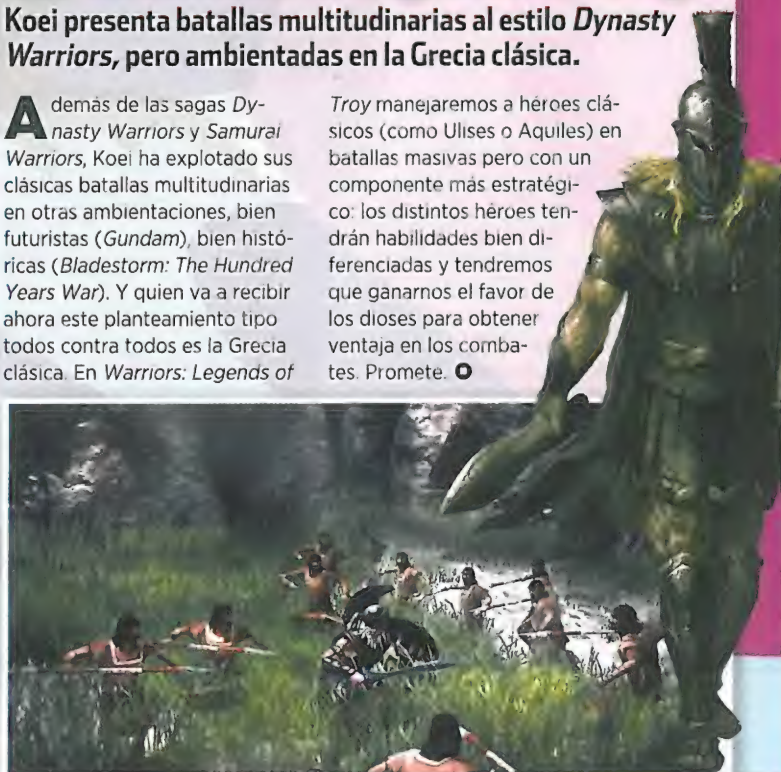 Koei presenta batallas multitudinarias al estilo Dynasty
Warriors, pero ambientadas en la Grecia clásica.
Además de las sagas Dy-
nasty Warriors y Samurai
Warriors, Koei ha explotado sus
clásicas batallas multitudinarias
en otras ambientaciones, bien
futuristas (Gundam), bien histó-
ricas (Bladestorm: The Hundred
Years War). Y quien va a recibir
ahora este planteamiento tipo
todos contra todos es la Grecia
clásica. En Warriors: Legends of
Troy manejaremos a héroes clá-
sicos (como Ulises o Aquiles) en
batallas masivas pero con un
componente más estratégi-
co: los distintos héroes ten-
drán habilidades bien di-
ferenciadas y tendremos
que ganarnos el favor de
los dioses para obtener
ventaja en los comba-
tes. Promete.